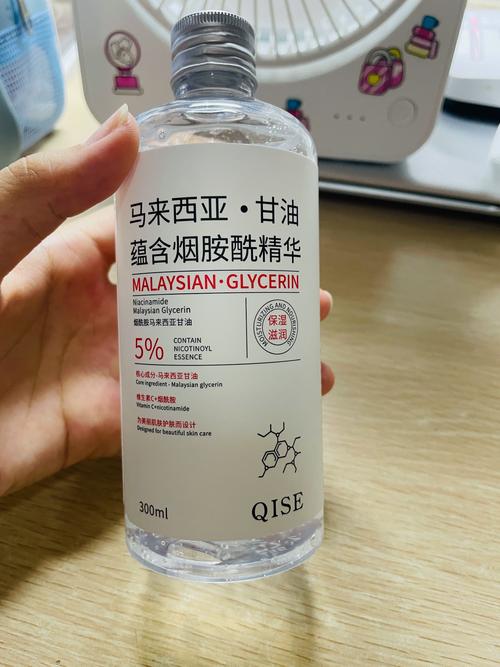 马来西亚·甘油
蕴含烟胺酰精华
MALAYSIAN·GLYCERIN
Niacinamide
Malaysian Glycerin
烟酰胺马来西亚甘油
5%
CONTAIN
NICOTINOYL
ESSENCE
MOISTURIZING AND NOURISHING
保湿
滋润
核心成分-马来西亚甘油
Core ingredient - Malaysian glycerin
维生素C+烟酰胺
Vitamin C+nicotinamide
为美丽肌肤护肤而设计
Designed for beautiful skin care
300ml
QISE